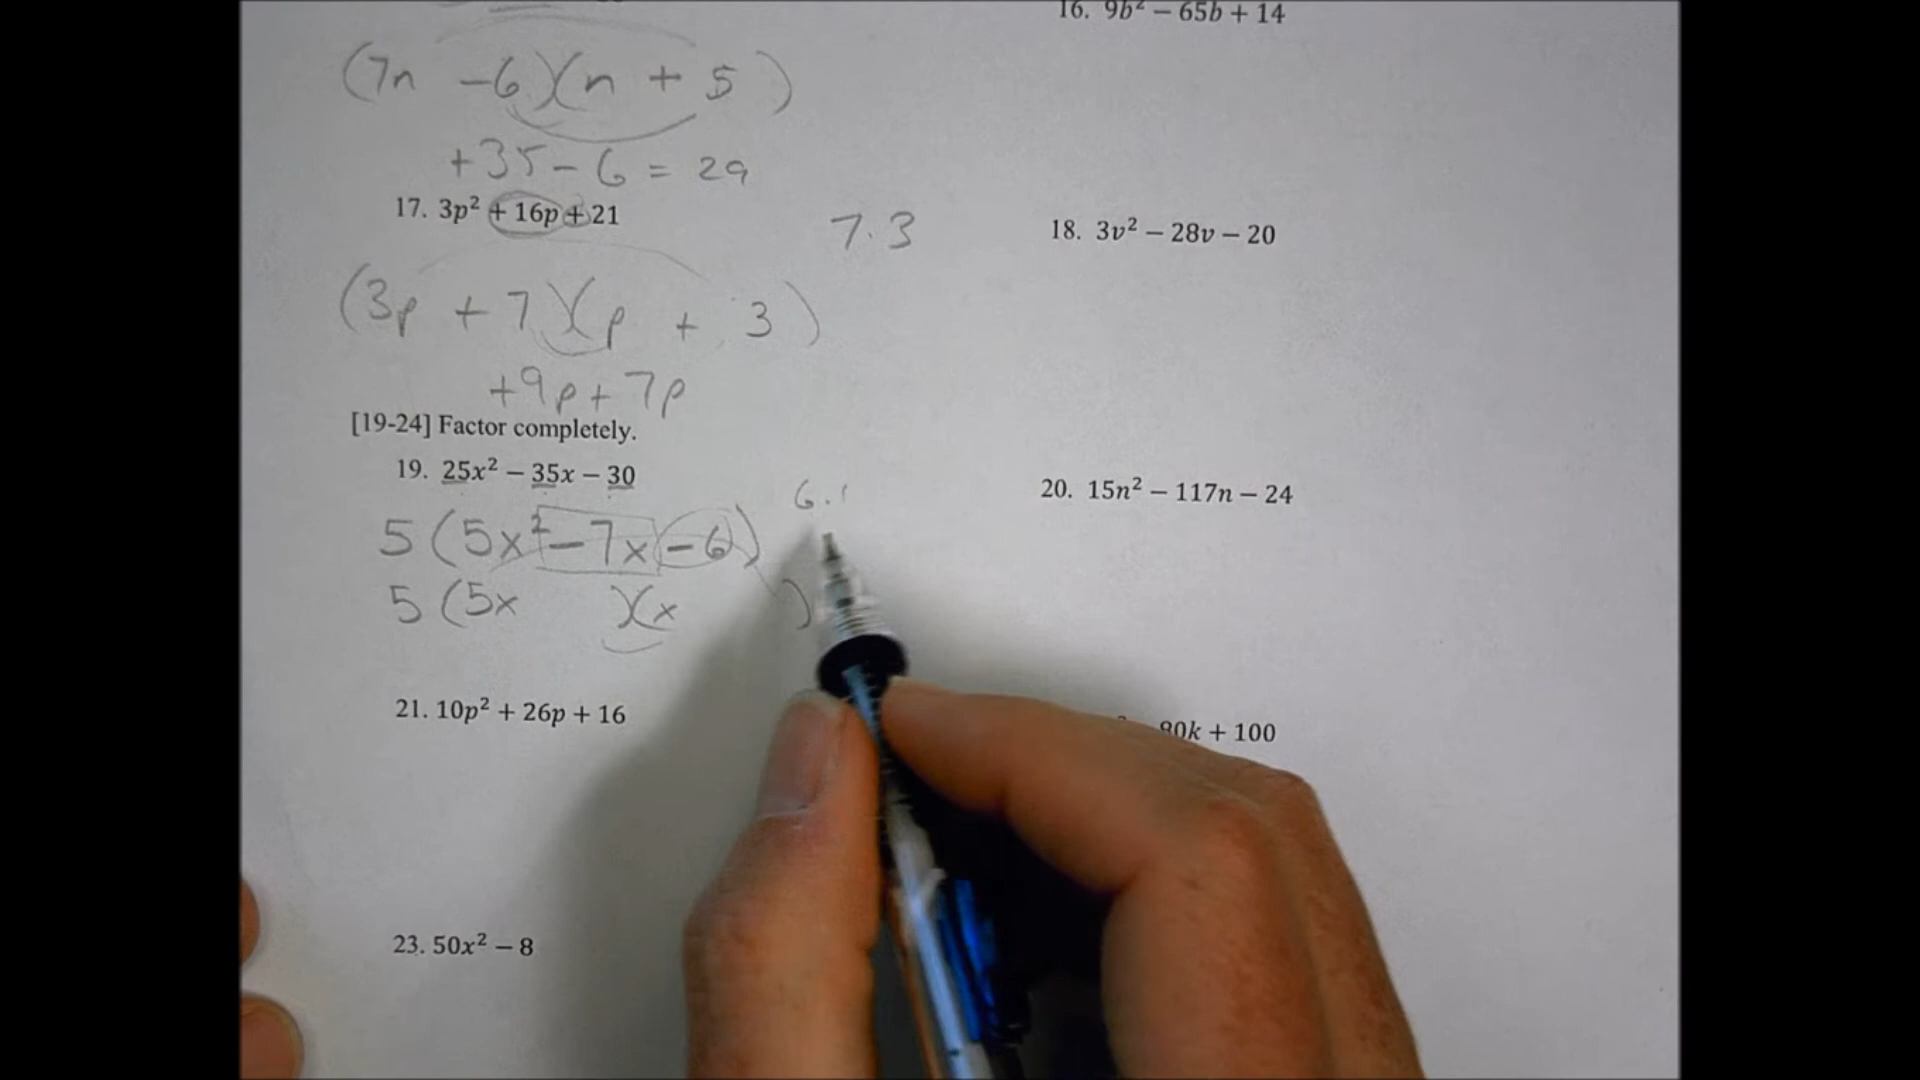 16. 9b² − 65b + 14
(7n −6)(n + 5)
+35 − 6 = 29
17. 3p² + 16p + 21
7·3
18. 3v² − 28v − 20
(3p + 7)(p + 3)
+9p + 7p
[19-24] Factor completely.
19. 25x² − 35x − 30
6·1
20. 15n² − 117n − 24
5(5x² − 7x − 6)
5(5x )(x )
21. 10p² + 26p + 16
80k + 100
23. 50x² − 8